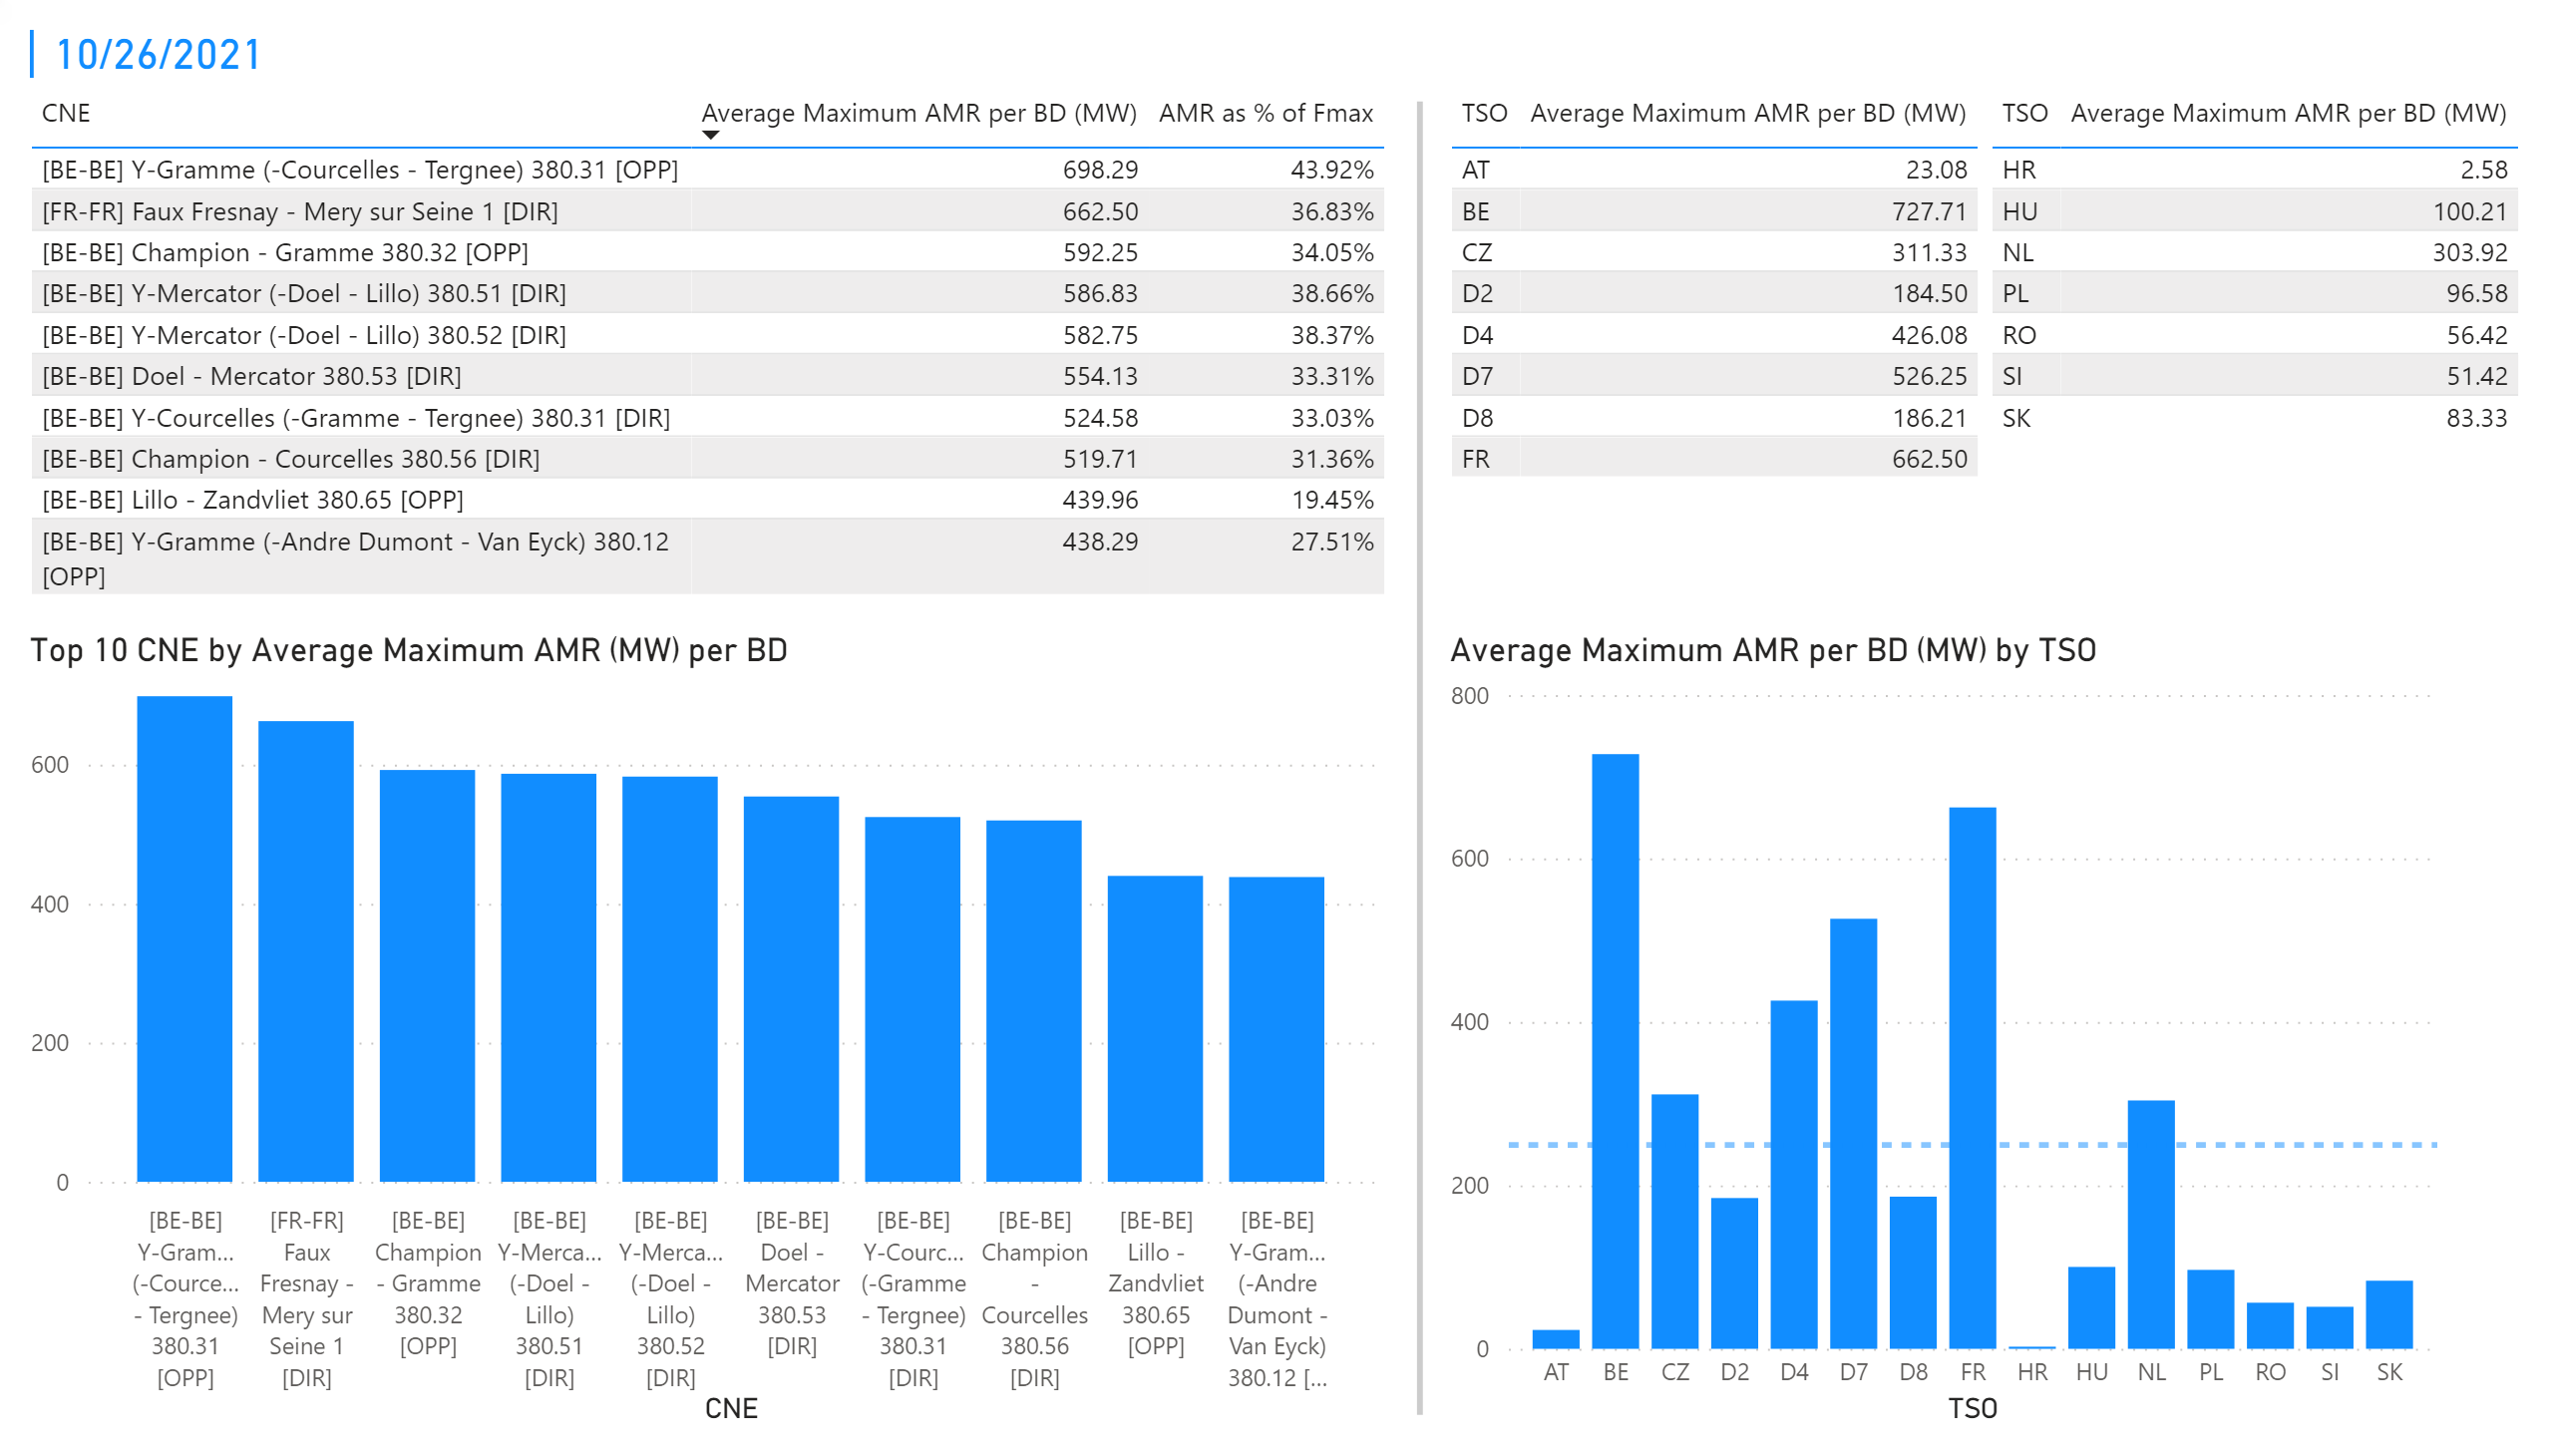 10/26/2021
CNE Average Maximum AMR per BD (MW) AMR as % of Fmax
[BE-BE] Y-Gramme (-Courcelles - Tergnee) 380.31 [OPP] 698.29 43.92%
[FR-FR] Faux Fresnay - Mery sur Seine 1 [DIR] 662.50 36.83%
[BE-BE] Champion - Gramme 380.32 [OPP] 592.25 34.05%
[BE-BE] Y-Mercator (-Doel - Lillo) 380.51 [DIR] 586.83 38.66%
[BE-BE] Y-Mercator (-Doel - Lillo) 380.52 [DIR] 582.75 38.37%
[BE-BE] Doel - Mercator 380.53 [DIR] 554.13 33.31%
[BE-BE] Y-Courcelles (-Gramme - Tergnee) 380.31 [DIR] 524.58 33.03%
[BE-BE] Champion - Courcelles 380.56 [DIR] 519.71 31.36%
[BE-BE] Lillo - Zandvliet 380.65 [OPP] 439.96 19.45%
[BE-BE] Y-Gramme (-Andre Dumont - Van Eyck) 380.12 438.29 27.51%
[OPP]
TSO Average Maximum AMR per BD (MW)
AT 23.08
BE 727.71
CZ 311.33
D2 184.50
D4 426.08
D7 526.25
D8 186.21
FR 662.50
TSO Average Maximum AMR per BD (MW)
HR 2.58
HU 100.21
NL 303.92
PL 96.58
RO 56.42
SI 51.42
SK 83.33
Top 10 CNE by Average Maximum AMR (MW) per BD
600
400
200
0
[BE-BE]
Y-Gram...
(-Ource...
- Tergnee)
380.31
[OPP]
[FR-FR]
Faux
Fresnay -
Mery sur
Seine 1
[DIR]
[BE-BE]
Champion
- Gramme
380.32
[OPP]
[BE-BE]
Y-Merca...
(-Doel -
Lillo)
380.51
[DIR]
[BE-BE]
Y-Merca...
(-Doel -
Lillo)
380.52
[DIR]
[BE-BE]
Doel -
Mercator
380.53
[DIR]
[BE-BE]
Y-Courc...
(-Gramme
- Tergnee)
380.31
[DIR]
[BE-BE]
Champion
-
Courcelles
380.56
[DIR]
[BE-BE]
Lillo -
Zandvliet
380.65
[OPP]
[BE-BE]
Y-Gram...
(-Andre
Dumont -
Van Eyck)
380.12 [...
CNE
Average Maximum AMR per BD (MW) by TSO
800
600
400
200
0
AT BE CZ D2 D4 D7 D8 FR HR HU NL PL RO SI SK
TSO